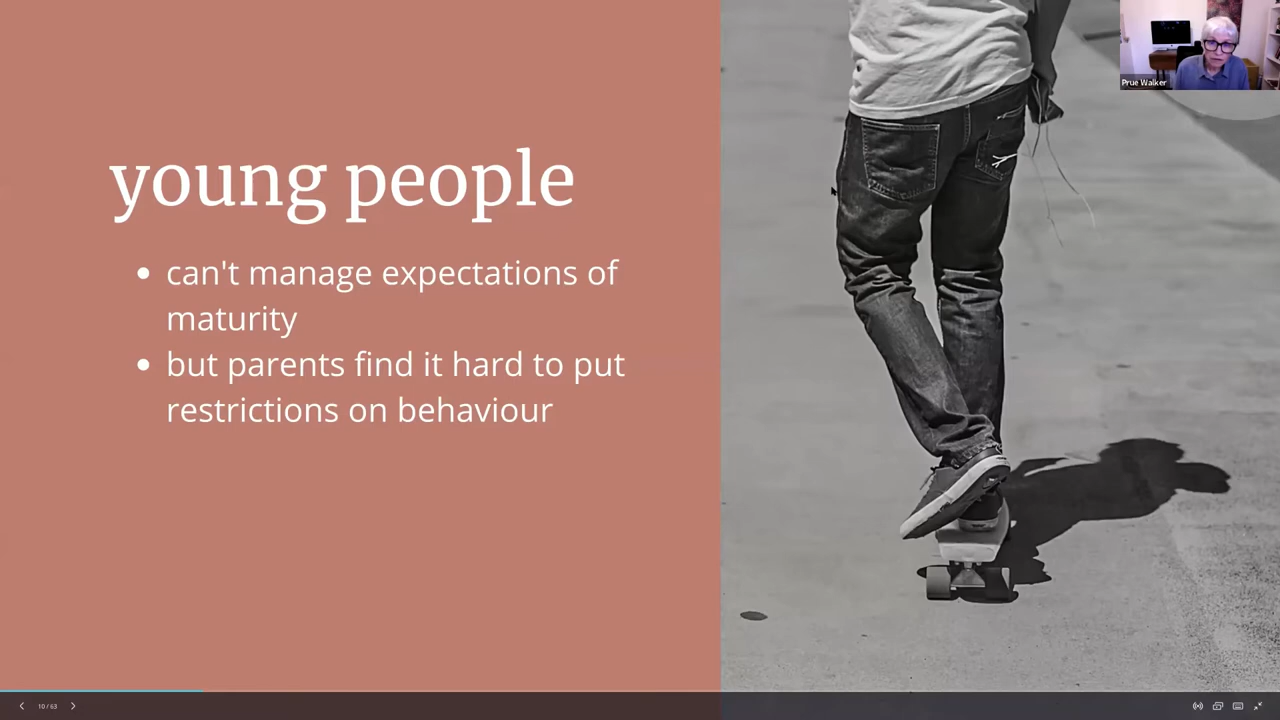 Prue Walker
young people
can't manage expectations of
maturity
but parents find it hard to put
restrictions on behaviour
10 / 63